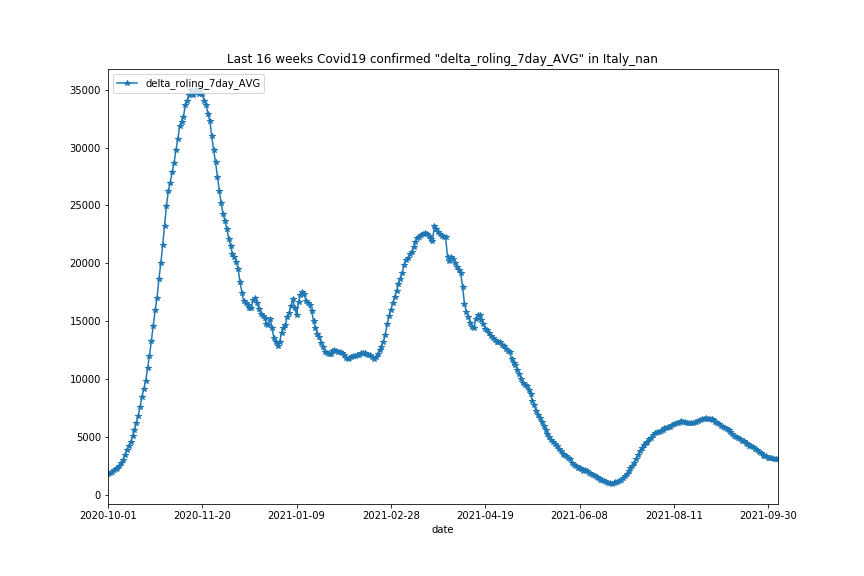 Last 16 weeks Covid19 confirmed "delta_roling_7day_AVG" in Italy_nan
delta_roling_7day_AVG
35000
30000
25000
20000
15000
10000
5000
0
2020-10-01 2020-11-20 2021-01-09 2021-02-28 2021-04-19 2021-06-08 2021-08-11 2021-09-30
date